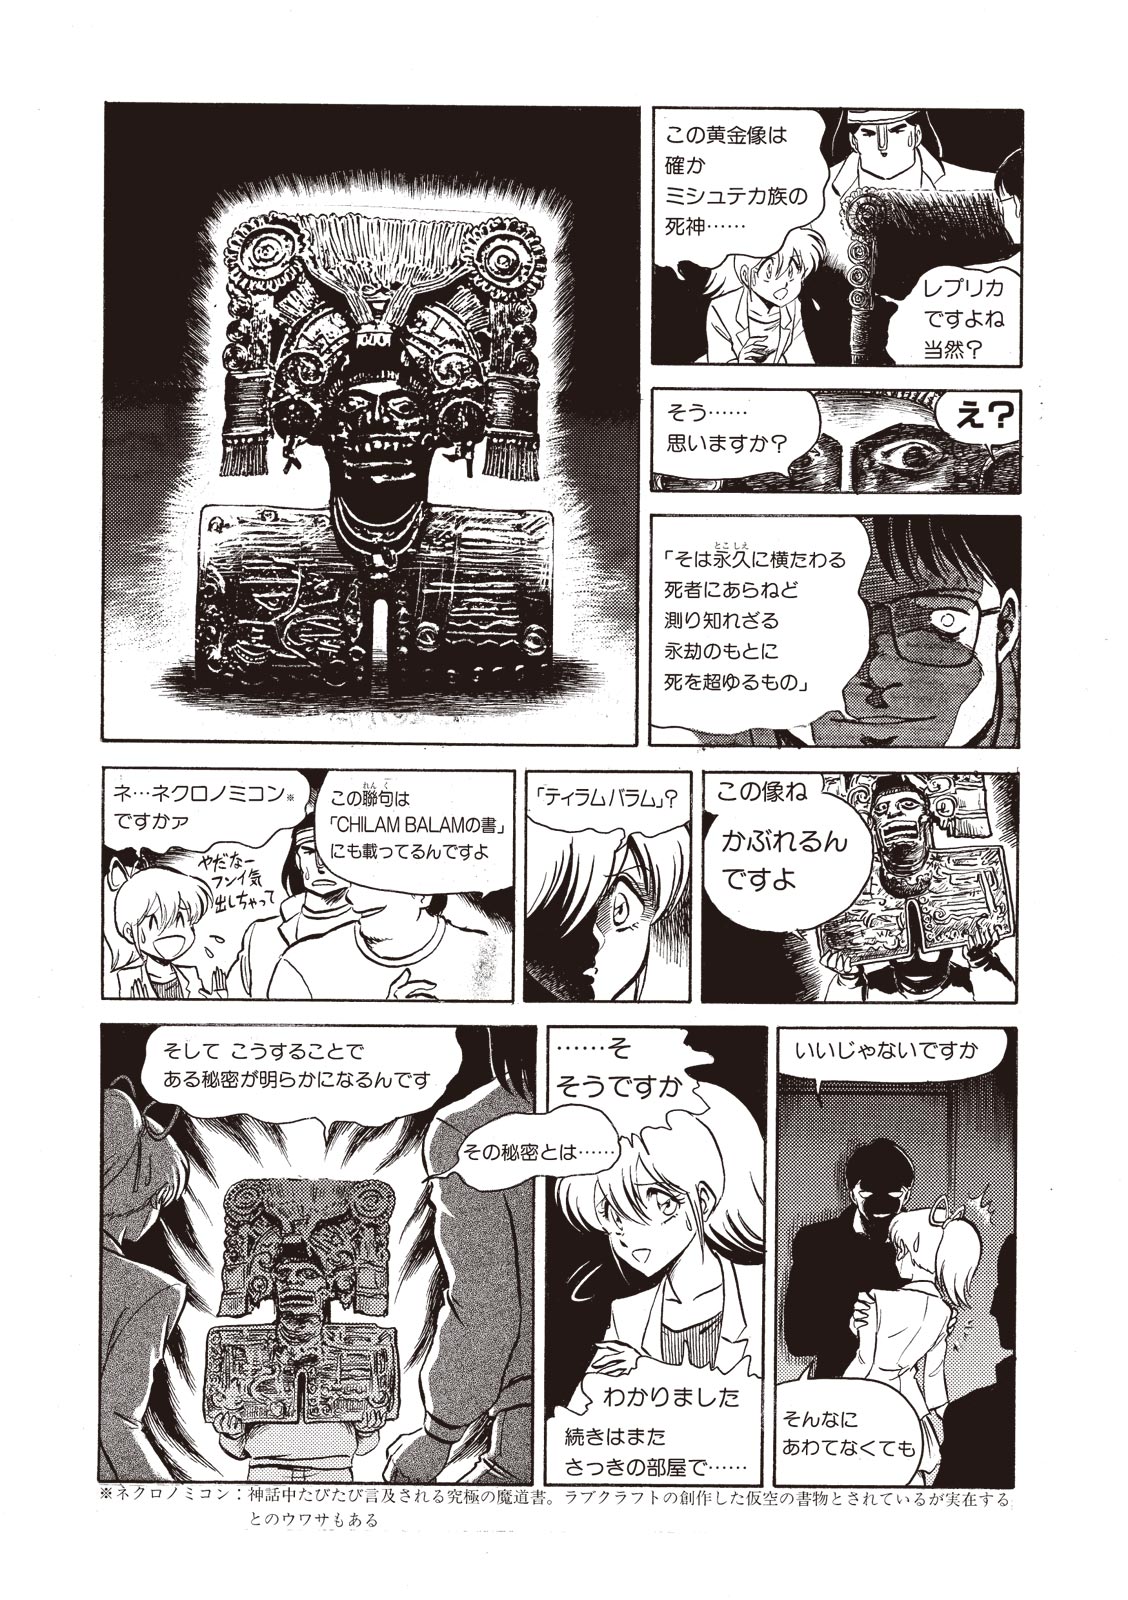 この黄金像は
確か
ミシュテカ族の
死神……
レプリカ
ですよね
当然?
え?
そう……
思いますか?
「そは永久に横たわる
とこしえ
死者にあらねど
測り知れざる
永劫のもとに
死を超ゆるもの」
この像ね
かぶれるん
ですよ
「ティラムバラム」?
この聯句は
れんく
「CHILAM BALAMの書」
にも載ってるんですよ
ネ…ネクロノミコン※
ですかァ
やだなー
フンイ気
出しちゃって
いいじゃないですか
そんなに
あわてなくても
……そ
そうですか
わかりました
続きはまた
さっきの部屋で……
そして こうすることで
ある秘密が明らかになるんです
その秘密とは……
※ネクロノミコン：神話中たびたび言及される究極の魔道書。ラブクラフトの創作した仮空の書物とされているが実在する
とのウワサもある